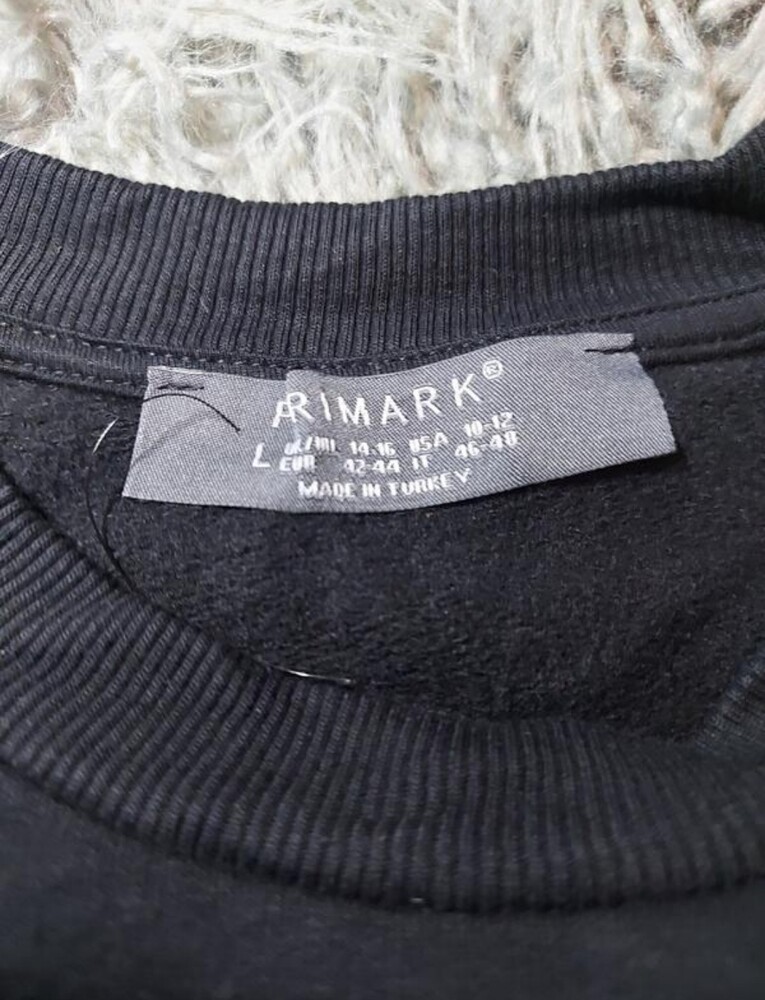 PRIMARK®
L UK/IRL 14-16 USA 10-12
EUR 42-44 IT 46-48
MADE IN TURKEY